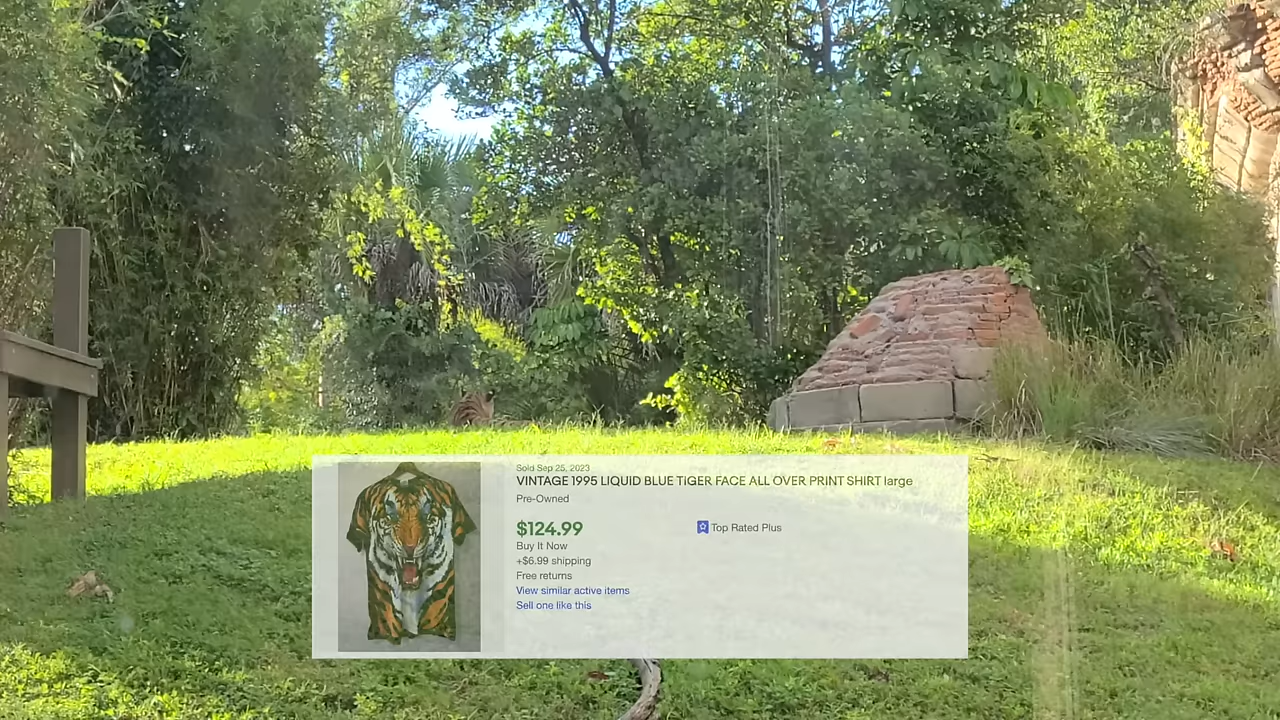 Sold Sep 25, 2023
VINTAGE 1995 LIQUID BLUE TIGER FACE ALL OVER PRINT SHIRT large
Pre-Owned
$124.99
Top Rated Plus
Buy It Now
+$6.99 shipping
Free returns
View similar active items
Sell one like this